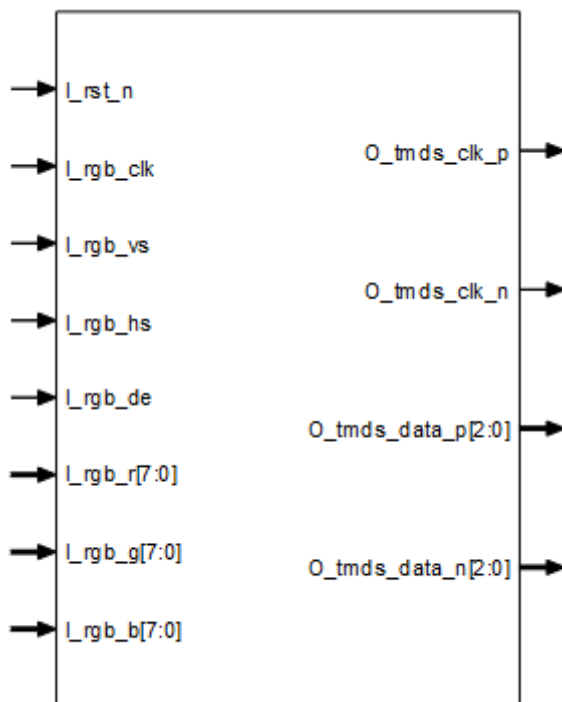 I_rst_n
I_rgb_clk
I_rgb_vs
I_rgb_hs
I_rgb_de
I_rgb_r[7:0]
I_rgb_g[7:0]
I_rgb_b[7:0]
O_tmds_clk_p
O_tmds_clk_n
O_tmds_data_p[2:0]
O_tmds_data_n[2:0]